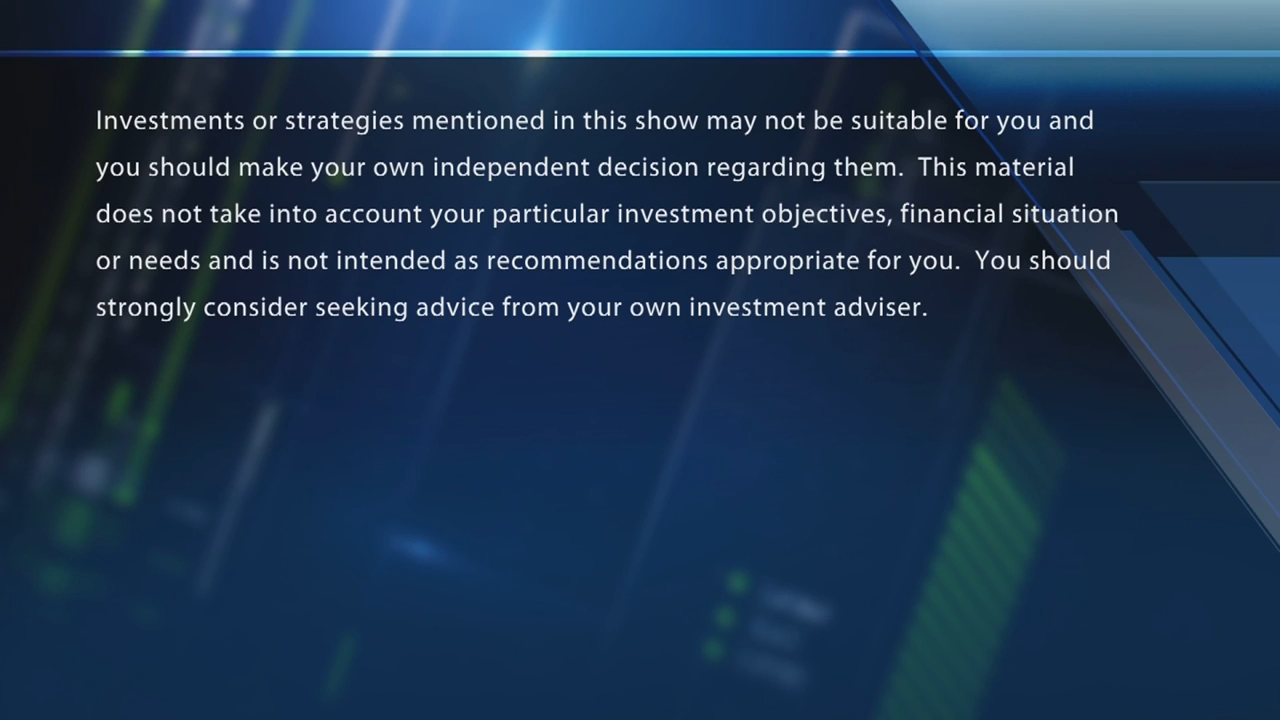 Investments or strategies mentioned in this show may not be suitable for you and
you should make your own independent decision regarding them.  This material
does not take into account your particular investment objectives, financial situation
or needs and is not intended as recommendations appropriate for you.  You should
strongly consider seeking advice from your own investment adviser.